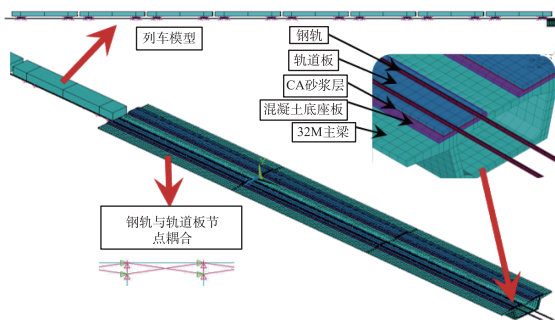 列车模型
钢轨
轨道板
CA砂浆层
混凝土底座板
32M主梁
钢轨与轨道板节
点耦合